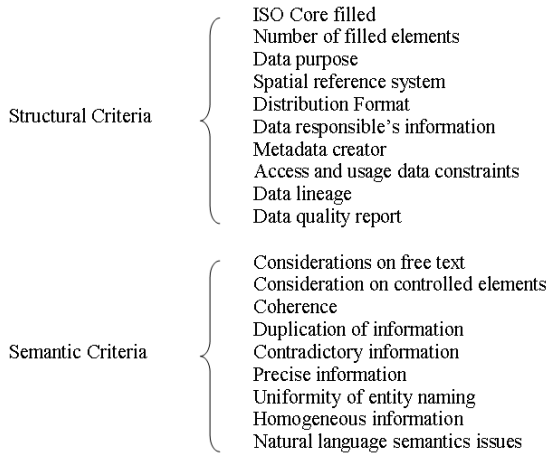 Structural Criteria
ISO Core filled
Number of filled elements
Data purpose
Spatial reference system
Distribution Format
Data responsible's information
Metadata creator
Access and usage data constraints
Data lineage
Data quality report
Semantic Criteria
Considerations on free text
Consideration on controlled elements
Coherence
Duplication of information
Contradictory information
Precise information
Uniformity of entity naming
Homogeneous information
Natural language semantics issues